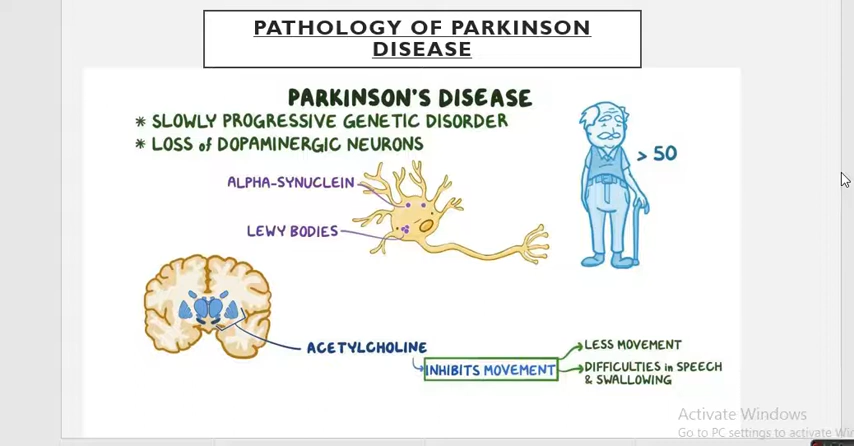 PATHOLOGY OF PARKINSON
DISEASE
PARKINSON'S DISEASE
* SLOWLY PROGRESSIVE GENETIC DISORDER
* LOSS of DOPAMINERGIC NEURONS
> 50
ALPHA-SYNUCLEIN
LEWY BODIES
ACETYLCHOLINE
INHIBITS MOVEMENT
LESS MOVEMENT
DIFFICULTIES in SPEECH
& SWALLOWING
Activate Windows
Go to PC settings to activate